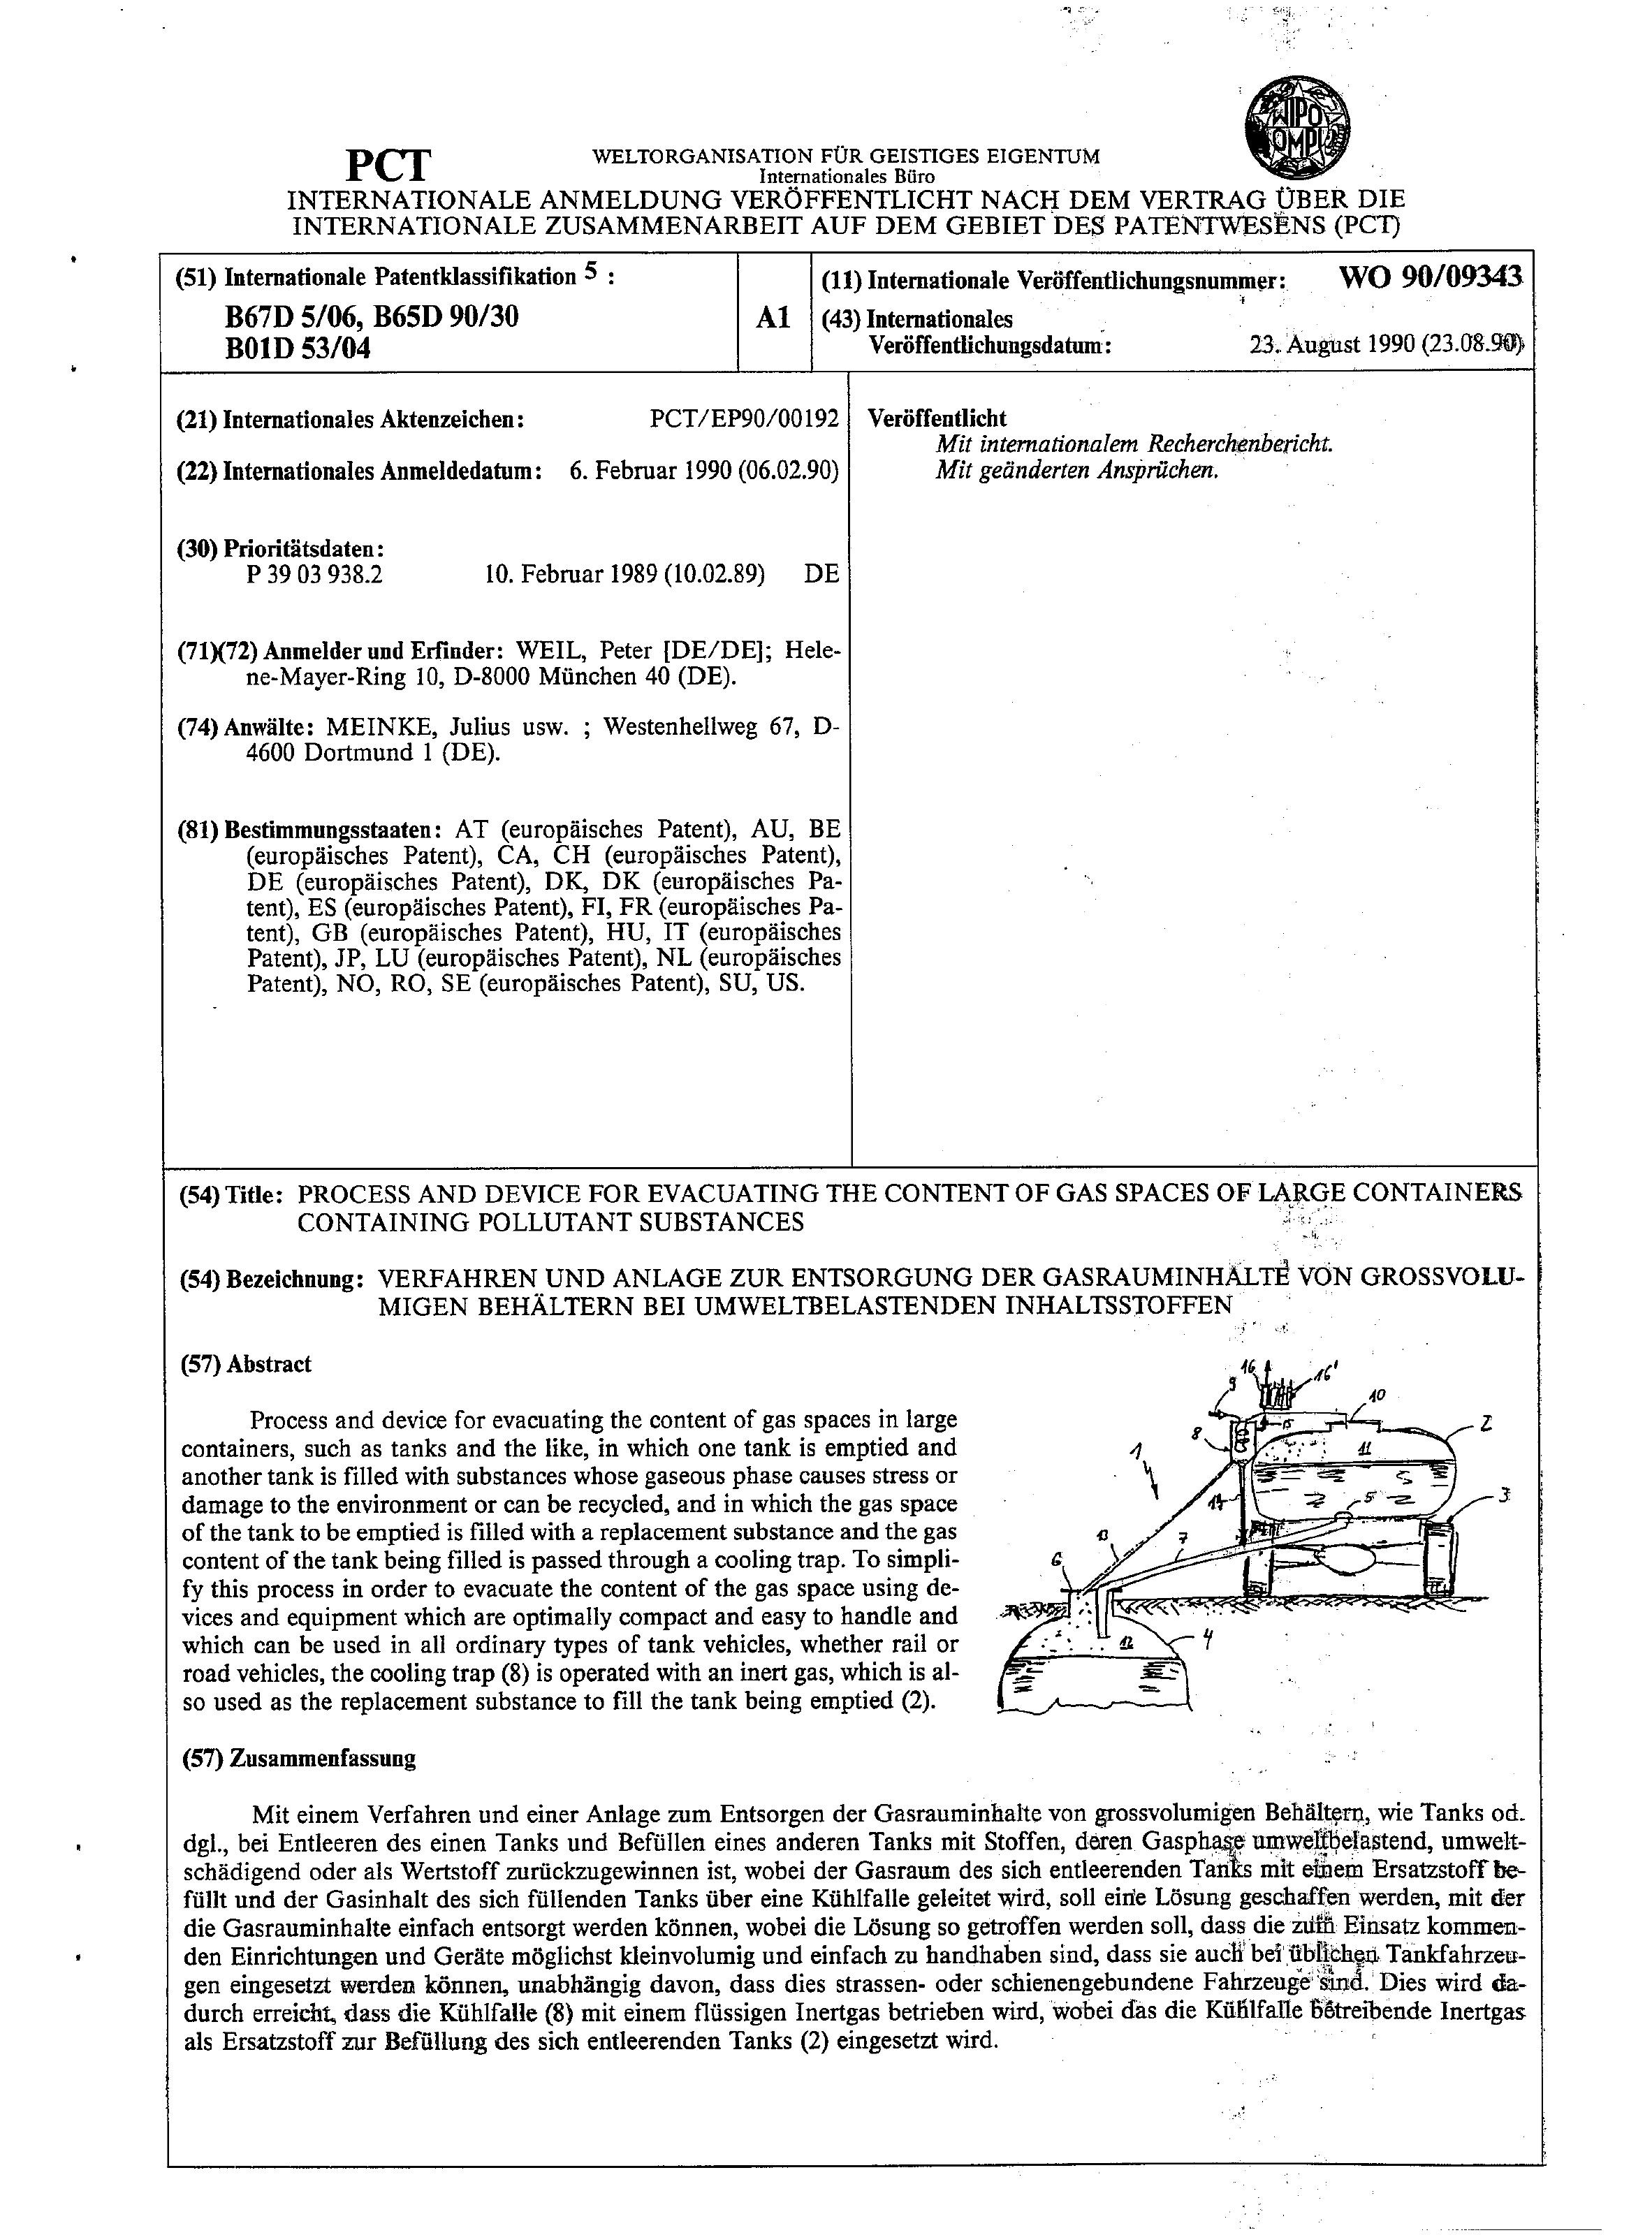 WIPO
OMPI
PCT
WELTORGANISATION FÜR GEISTIGES EIGENTUM
Internationales Büro
INTERNATIONALE ANMELDUNG VERÖFFENTLICHT NACH DEM VERTRAG ÜBER DIE
INTERNATIONALE ZUSAMMENARBEIT AUF DEM GEBIET DES PATENTWESENS (PCT)
(51) Internationale Patentklassifikation 5 :
B67D 5/06, B65D 90/30
B01D 53/04
A1
(11) Internationale Veröffentlichungsnummer: WO 90/09343
(43) Internationales
Veröffentlichungsdatum: 23. August 1990 (23.08.90)
(21) Internationales Aktenzeichen: PCT/EP90/00192
(22) Internationales Anmeldedatum: 6. Februar 1990 (06.02.90)
(30) Prioritätsdaten:
P 39 03 938.2 10. Februar 1989 (10.02.89) DE
(71)(72) Anmelder und Erfinder: WEIL, Peter [DE/DE]; Hele-
ne-Mayer-Ring 10, D-8000 München 40 (DE).
(74) Anwälte: MEINKE, Julius usw. ; Westenhellweg 67, D-
4600 Dortmund 1 (DE).
(81) Bestimmungsstaaten: AT (europäisches Patent), AU, BE
(europäisches Patent), CA, CH (europäisches Patent),
DE (europäisches Patent), DK, DK (europäisches Pa-
tent), ES (europäisches Patent), FI, FR (europäisches Pa-
tent), GB (europäisches Patent), HU, IT (europäisches
Patent), JP, LU (europäisches Patent), NL (europäisches
Patent), NO, RO, SE (europäisches Patent), SU, US.
Veröffentlicht
Mit internationalem Recherchenbericht.
Mit geänderten Ansprüchen.
(54) Title: PROCESS AND DEVICE FOR EVACUATING THE CONTENT OF GAS SPACES OF LARGE CONTAINERS
CONTAINING POLLUTANT SUBSTANCES
(54) Bezeichnung: VERFAHREN UND ANLAGE ZUR ENTSORGUNG DER GASRAUMINHALTE VON GROSSVOLU-
MIGEN BEHÄLTERN BEI UMWELTBELASTENDEN INHALTSSTOFFEN
(57) Abstract
Process and device for evacuating the content of gas spaces in large
containers, such as tanks and the like, in which one tank is emptied and
another tank is filled with substances whose gaseous phase causes stress or
damage to the environment or can be recycled, and in which the gas space
of the tank to be emptied is filled with a replacement substance and the gas
content of the tank being filled is passed through a cooling trap. To simpli-
fy this process in order to evacuate the content of the gas space using de-
vices and equipment which are optimally compact and easy to handle and
which can be used in all ordinary types of tank vehicles, whether rail or
road vehicles, the cooling trap (8) is operated with an inert gas, which is al-
so used as the replacement substance to fill the tank being emptied (2).
16
16'
9
10
15
2
8
11
1
14
5
3
13
7
6
12
4
(57) Zusammenfassung
Mit einem Verfahren und einer Anlage zum Entsorgen der Gasrauminhalte von grossvolumigen Behältern, wie Tanks od.
dgl., bei Entleeren des einen Tanks und Befüllen eines anderen Tanks mit Stoffen, deren Gasphase umweltbelastend, umwelt-
schädigend oder als Wertstoff zurückzugewinnen ist, wobei der Gasraum des sich entleerenden Tanks mit einem Ersatzstoff be-
füllt und der Gasinhalt des sich füllenden Tanks über eine Kühlfalle geleitet wird, soll eine Lösung geschaffen werden, mit der
die Gasrauminhalte einfach entsorgt werden können, wobei die Lösung so getroffen werden soll, dass die zum Einsatz kommen-
den Einrichtungen und Geräte möglichst kleinvolumig und einfach zu handhaben sind, dass sie auch bei üblichen Tankfahrzeu-
gen eingesetzt werden können, unabhängig davon, dass dies strassen- oder schienengebundene Fahrzeuge sind. Dies wird da-
durch erreicht, dass die Kühlfalle (8) mit einem flüssigen Inertgas betrieben wird, wobei das die Kühlfalle betreibende Inertgas
als Ersatzstoff zur Befüllung des sich entleerenden Tanks (2) eingesetzt wird.